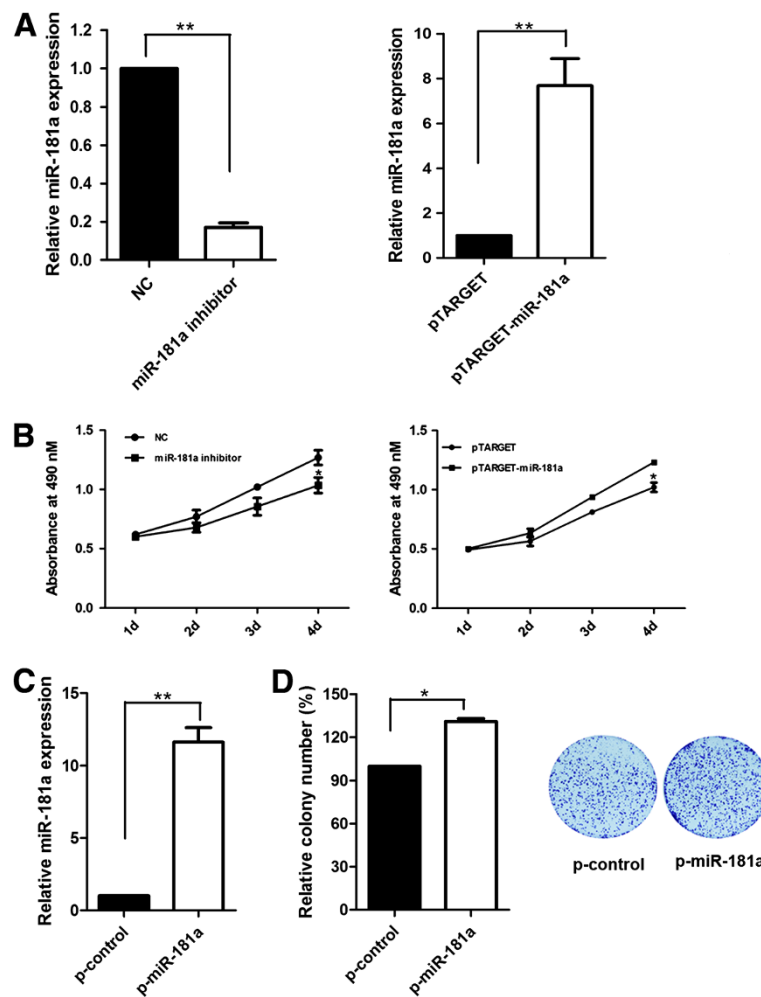 A
Relative miR-181a expression
1.2
1.0
0.8
0.6
0.4
0.2
0.0
**
NC
miR-181a inhibitor
Relative miR-181a expression
10
8
6
4
2
0
**
pTARGET
pTARGET-miR-181a
B
Absorbance at 490 nM
1.5
1.0
0.5
0.0
NC
miR-181a inhibitor
*
1d
2d
3d
4d
Absorbance at 490 nM
1.5
1.0
0.5
0.0
pTARGET
pTARGET-miR-181a
*
1d
2d
3d
4d
C
Relative miR-181a expression
15
10
5
0
**
p-control
p-miR-181a
D
Relative colony number (%)
150
120
90
60
30
0
*
p-control
p-miR-181a
p-control
p-miR-181a